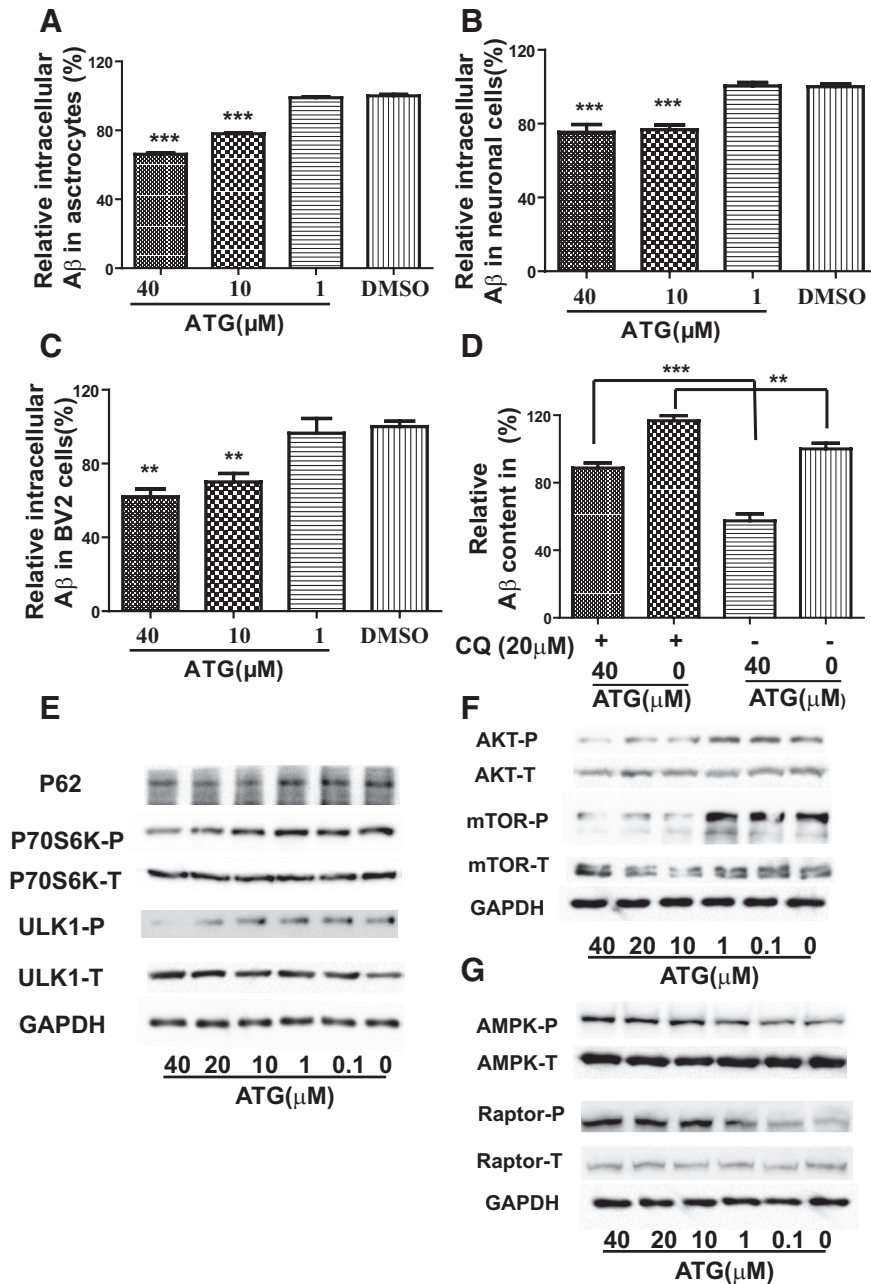 A
Relative intracellular
Aβ in asctrocytes (%)
120
80
40
0
***
***
40 10 1 DMSO
ATG(µM)
B
Relative intracellular
Aβ in neuronal cells(%)
120
80
40
0
***
***
40 10 1 DMSO
ATG(µM)
C
Relative intracellular
Aβ in BV2 cells(%)
120
80
40
0
**
**
40 10 1 DMSO
ATG(µM)
D
Relative
Aβ content in (%)
120
80
40
0
***
**
CQ (20µM) + + - -
40 0 40 0
ATG(µM) ATG(µM)
E
P62
P70S6K-P
P70S6K-T
ULK1-P
ULK1-T
GAPDH
40 20 10 1 0.1 0
ATG(µM)
F
AKT-P
AKT-T
mTOR-P
mTOR-T
GAPDH
40 20 10 1 0.1 0
ATG(µM)
G
AMPK-P
AMPK-T
Raptor-P
Raptor-T
GAPDH
40 20 10 1 0.1 0
ATG(µM)